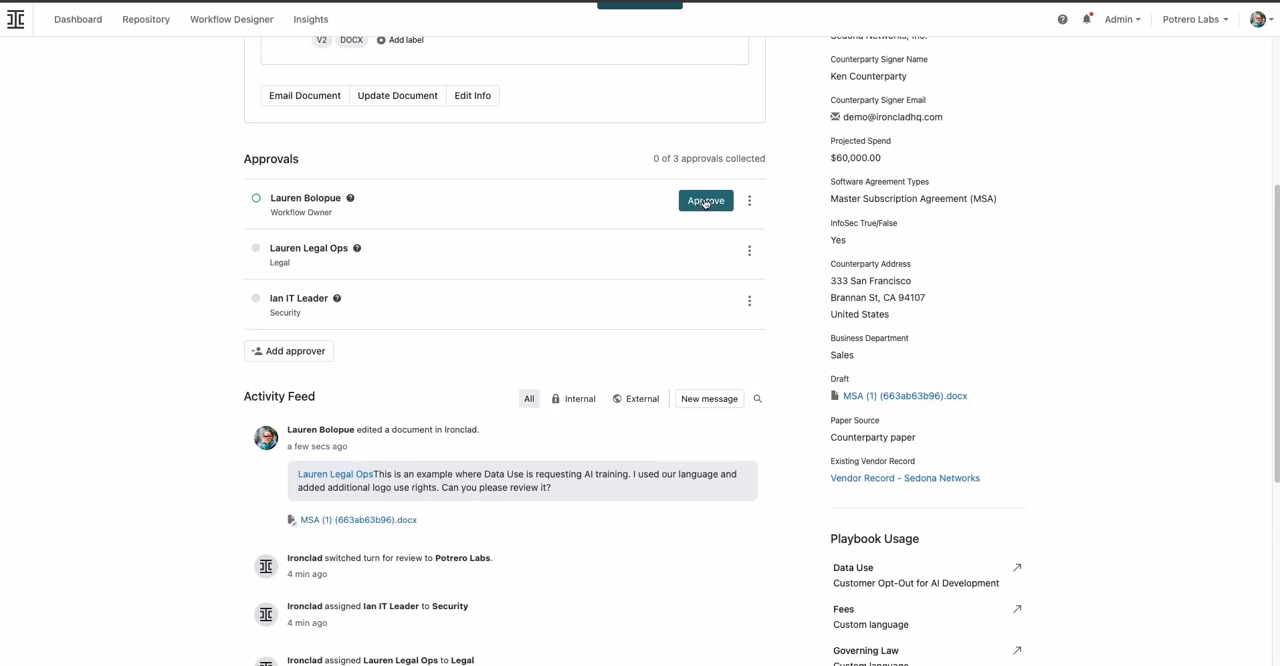 Dashboard
Repository
Workflow Designer
Insights
Admin
Potrero Labs
V2
DOCX
Add label
Email Document
Update Document
Edit Info
Approvals
0 of 3 approvals collected
Lauren Bolopue
Workflow Owner
Approve
Lauren Legal Ops
Legal
Ian IT Leader
Security
Add approver
Activity Feed
All
Internal
External
New message
Lauren Bolopue edited a document in Ironclad.
a few secs ago
Lauren Legal OpsThis is an example where Data Use is requesting AI training. I used our language and
added additional logo use rights. Can you please review it?
MSA (1) (663ab63b96).docx
Ironclad switched turn for review to Potrero Labs.
4 min ago
Ironclad assigned Ian IT Leader to Security
4 min ago
Ironclad assigned Lauren Legal Ops to Legal
Sedona Networks, Inc.
Counterparty Signer Name
Ken Counterparty
Counterparty Signer Email
demo@ironcladhq.com
Projected Spend
$60,000.00
Software Agreement Types
Master Subscription Agreement (MSA)
InfoSec True/False
Yes
Counterparty Address
333 San Francisco
Brannan St, CA 94107
United States
Business Department
Sales
Draft
MSA (1) (663ab63b96).docx
Paper Source
Counterparty paper
Existing Vendor Record
Vendor Record - Sedona Networks
Playbook Usage
Data Use
Customer Opt-Out for AI Development
Fees
Custom language
Governing Law
Custom language